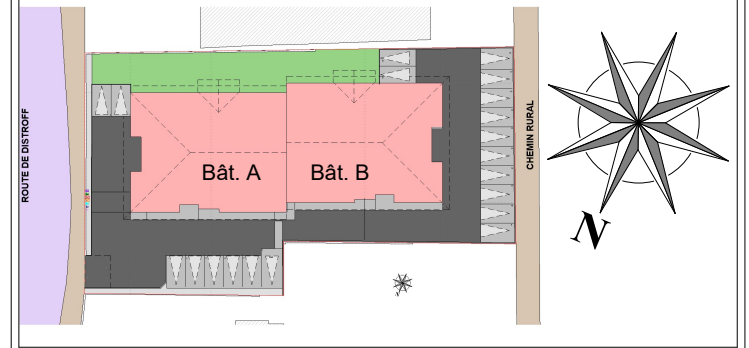 ROUTE DE DISTROFF
Bât. A
Bât. B
CHEMIN RURAL
N